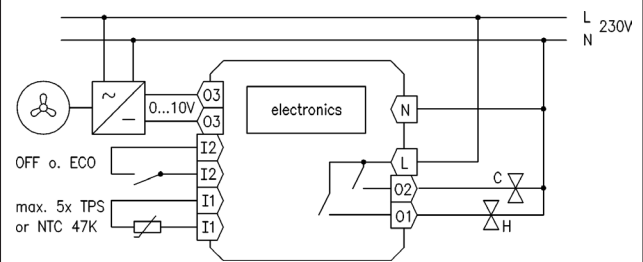 L
230V
N
~
–
0...10V
O3
O3
electronics
N
I2
OFF o. ECO
I2
L
O2
C
I1
max. 5x TPS
or NTC 47K
I1
O1
H